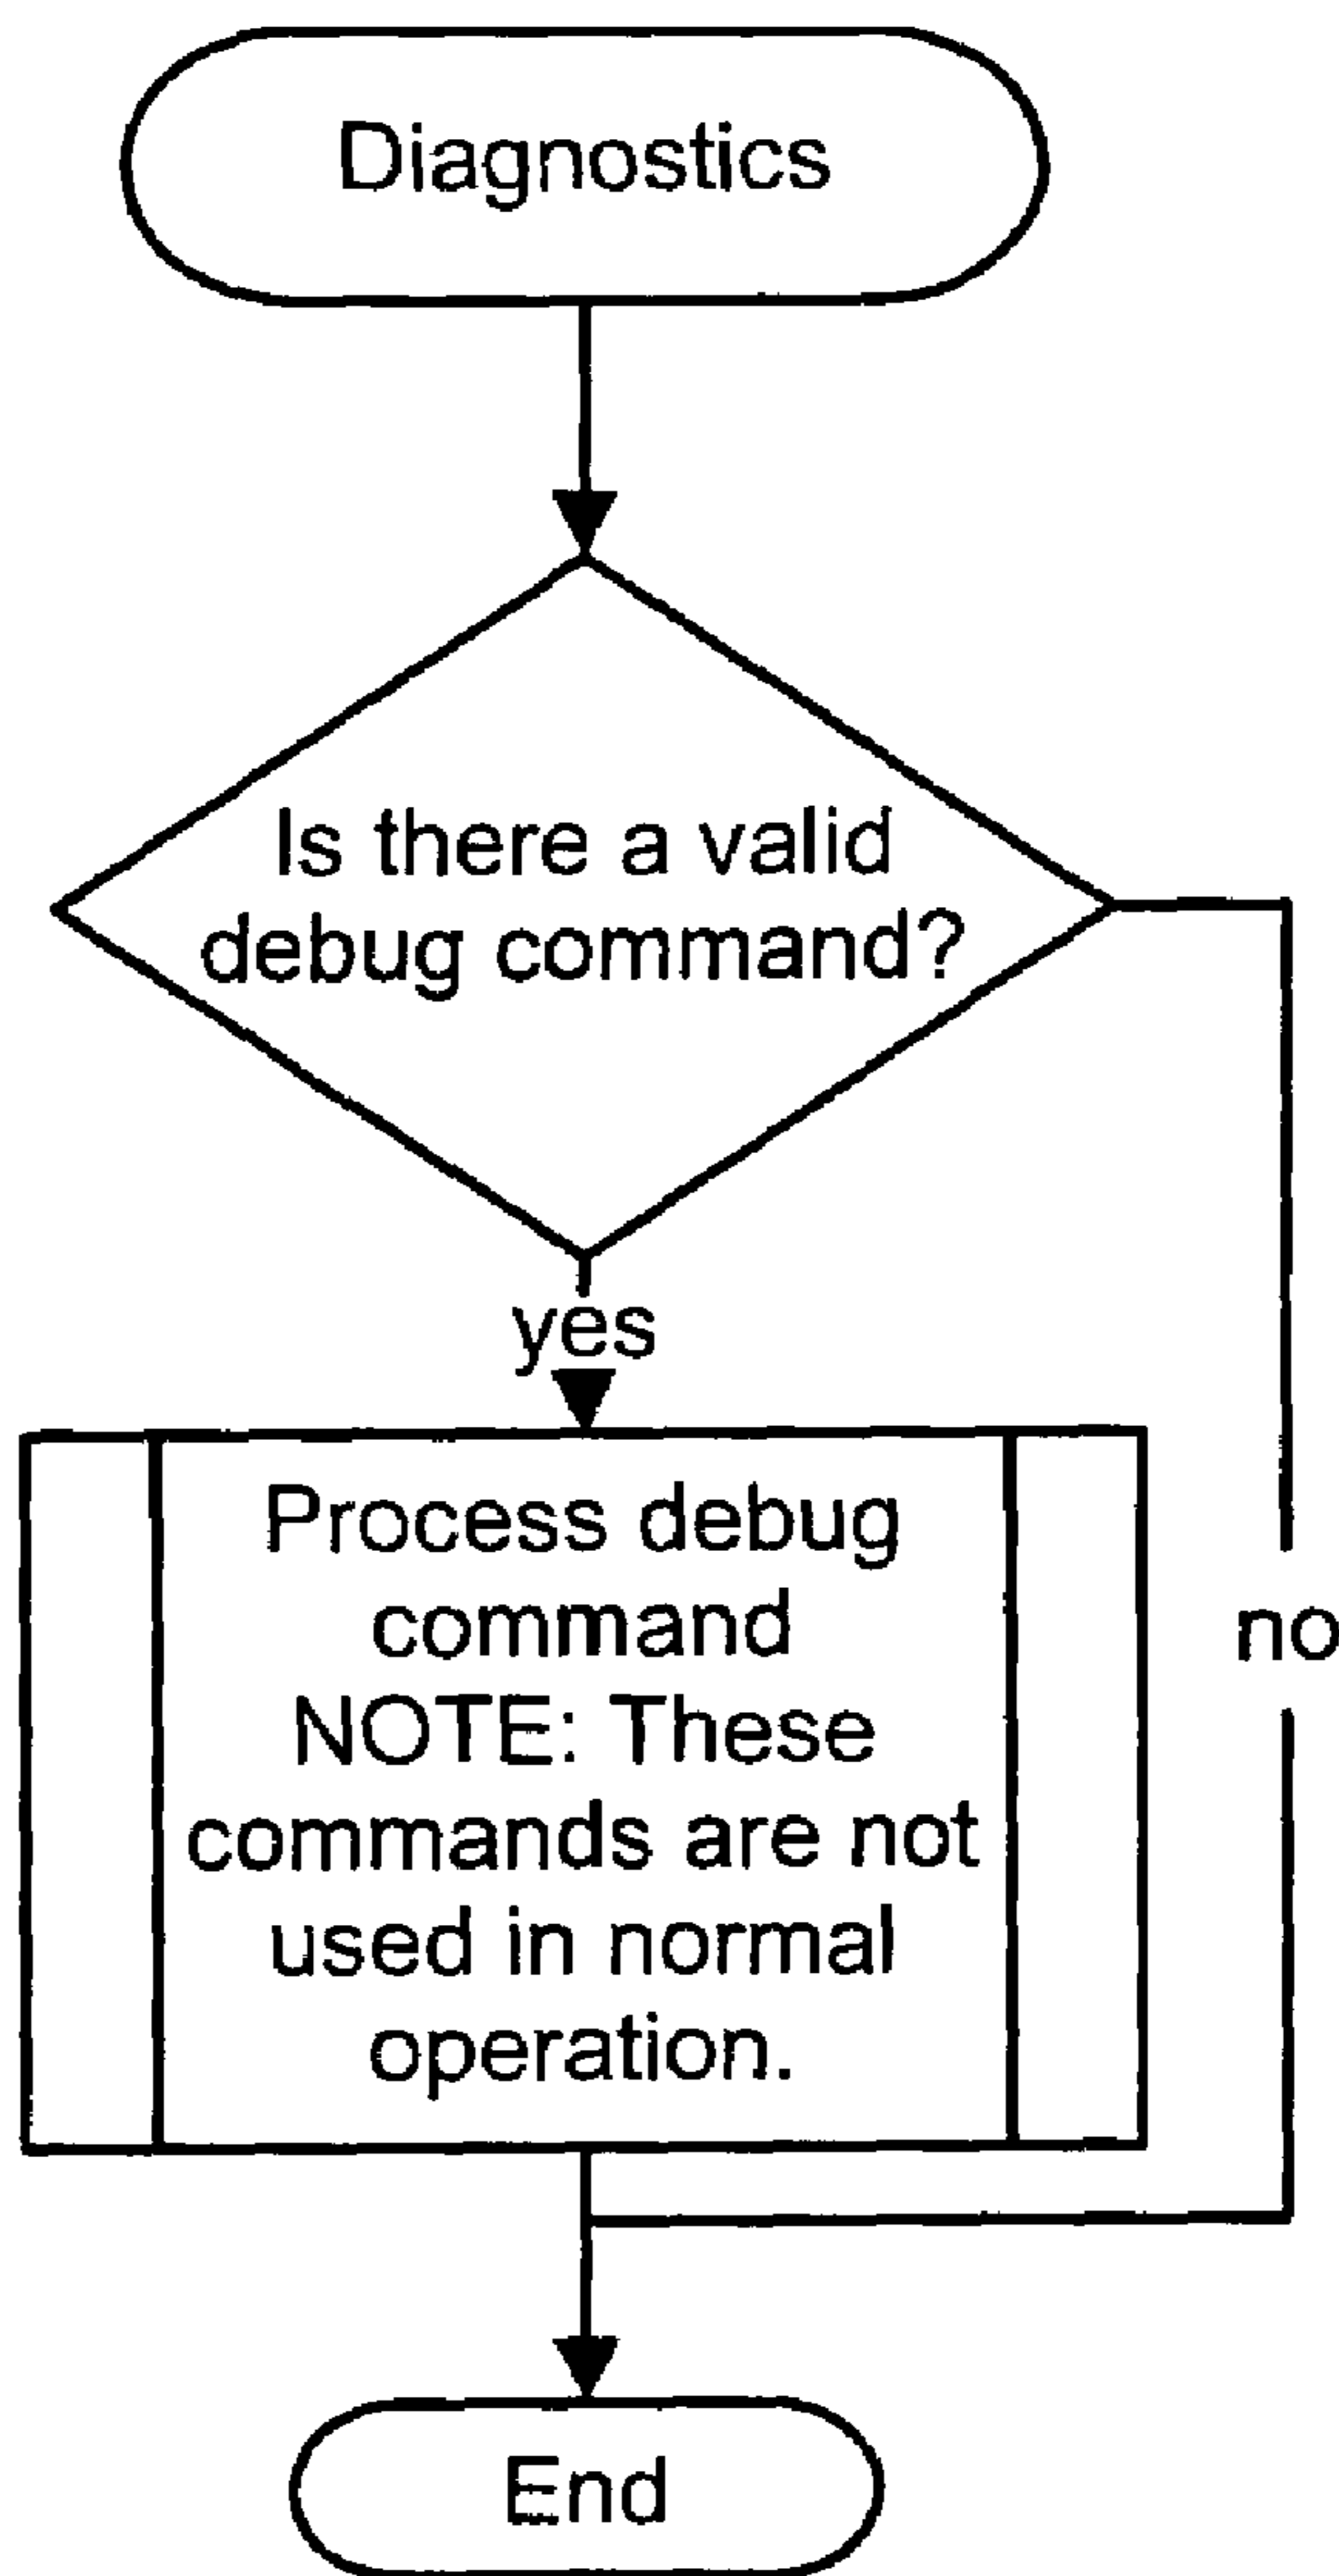 Diagnostics
Is there a valid
debug command?
yes
Process debug
command
NOTE: These
commands are not
used in normal
operation.
no
End